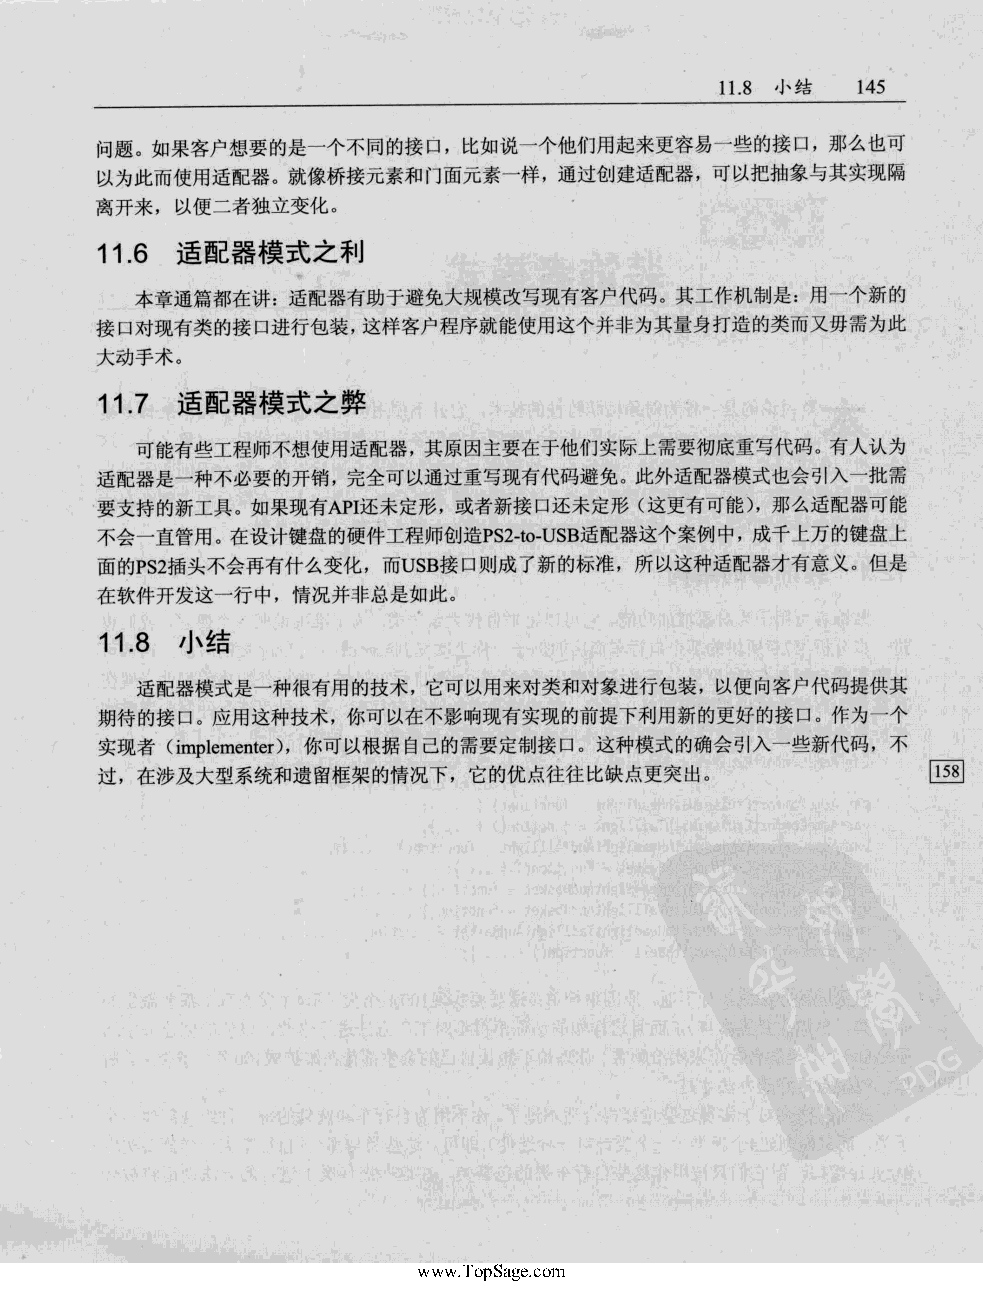 11.8 小结 145
问题。如果客户想要的是一个不同的接口，比如说一个他们用起来更容易一些的接口，那么也可
以为此而使用适配器。就像桥接元素和门面元素一样，通过创建适配器，可以把抽象与其实现隔
离开来，以便二者独立变化。
11.6 适配器模式之利
本章通篇都在讲：适配器有助于避免大规模改写现有客户代码。其工作机制是：用一个新的
接口对现有类的接口进行包装，这样客户程序就能使用这个并非为其量身打造的类而又毋需为此
大动手术。
11.7 适配器模式之弊
可能有些工程师不想使用适配器，其原因主要在于他们实际上需要彻底重写代码。有人认为
适配器是一种不必要的开销，完全可以通过重写现有代码避免。此外适配器模式也会引入一批需
要支持的新工具。如果现有API还未定形，或者新接口还未定形（这更有可能），那么适配器可能
不会一直管用。在设计键盘的硬件工程师创造PS2-to-USB适配器这个案例中，成千上万的键盘上
面的PS2插头不会再有什么变化，而USB接口则成了新的标准，所以这种适配器才有意义。但是
在软件开发这一行中，情况并非总是如此。
11.8 小结
适配器模式是一种很有用的技术，它可以用来对类和对象进行包装，以便向客户代码提供其
期待的接口。应用这种技术，你可以在不影响现有实现的前提下利用新的更好的接口。作为一个
实现者（implementer），你可以根据自己的需要定制接口。这种模式的确会引入一些新代码，不
过，在涉及大型系统和遗留框架的情况下，它的优点往往比缺点更突出。
158
PDG
www.TopSage.com